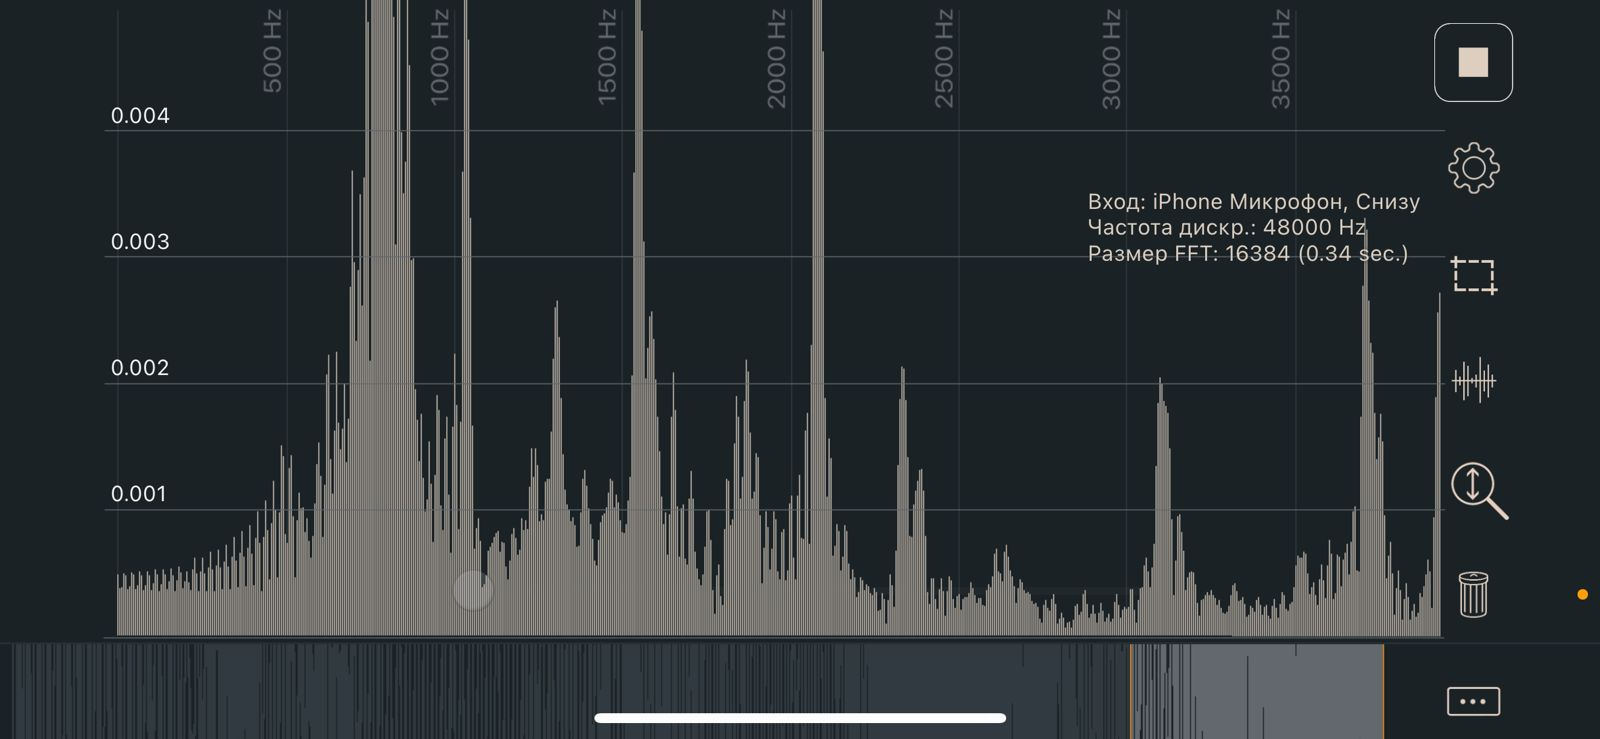 500 Hz
1000 Hz
1500 Hz
2000 Hz
2500 Hz
3000 Hz
3500 Hz
0.004
0.003
0.002
0.001
Вход: iPhone Микрофон, Снизу
Частота дискр.: 48000 Hz
Размер FFT: 16384 (0.34 sec.)